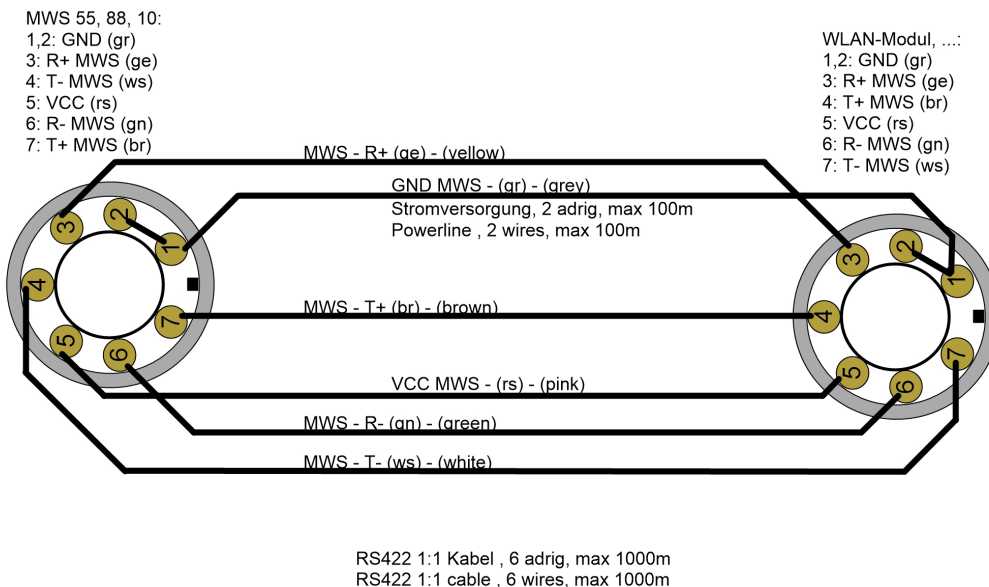 MWS 55, 88, 10:
1,2: GND (gr)
3: R+ MWS (ge)
4: T- MWS (ws)
5: VCC (rs)
6: R- MWS (gn)
7: T+ MWS (br)
WLAN-Modul, ...:
1,2: GND (gr)
3: R+ MWS (ge)
4: T+ MWS (br)
5: VCC (rs)
6: R- MWS (gn)
7: T- MWS (ws)
MWS - R+ (ge) - (yellow)
GND MWS - (gr) - (grey)
Stromversorgung, 2 adrig, max 100m
Powerline , 2 wires, max 100m
3
2
1
4
7
5
6
3
2
1
4
7
5
6
MWS - T+ (br) - (brown)
VCC MWS - (rs) - (pink)
MWS - R- (gn) - (green)
MWS - T- (ws) - (white)
RS422 1:1 Kabel , 6 adrig, max 1000m
RS422 1:1 cable , 6 wires, max 1000m